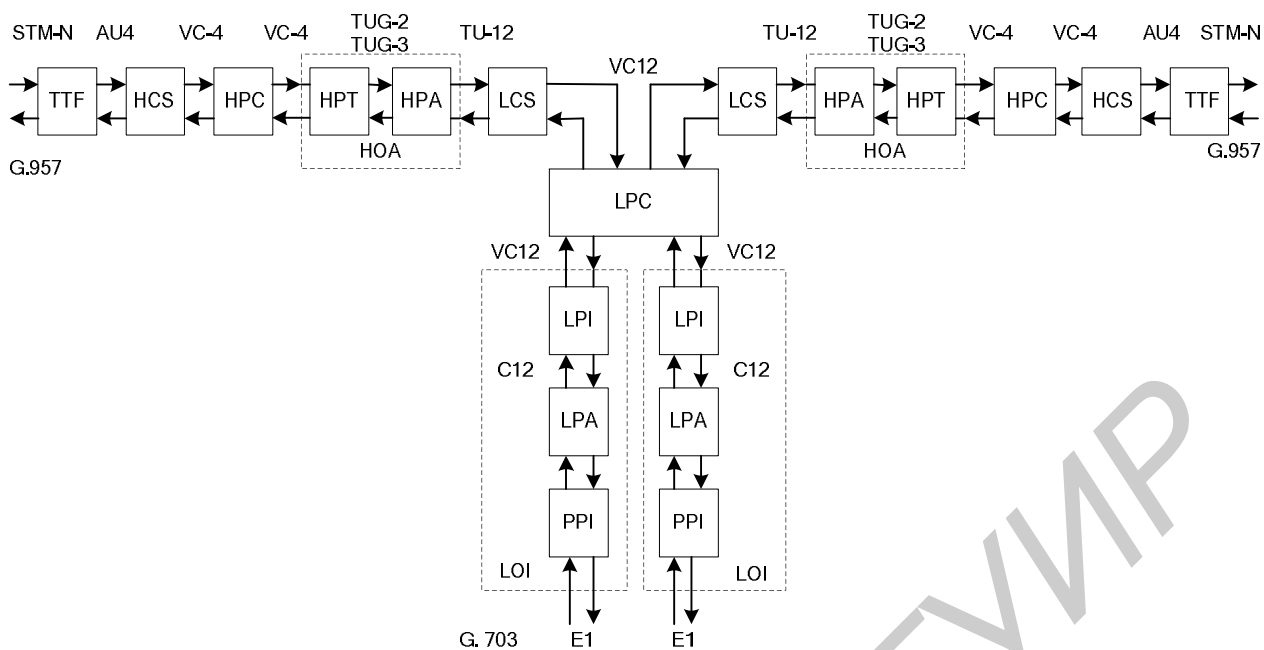 TUG-2 TUG-2
STM-N AU4 VC-4 VC-4 TUG-3 TU-12 TU-12 TUG-3 VC-4 VC-4 AU4 STM-N
VC12
TTF HCS HPC HPT HPA LCS LCS HPA HPT HPC HCS TTF
HOA HOA
G.957 G.957
LPC
VC12 VC12
LPI LPI
C12 C12
LPA LPA
PPI PPI
LOI LOI
G. 703 E1 E1
ГУИР